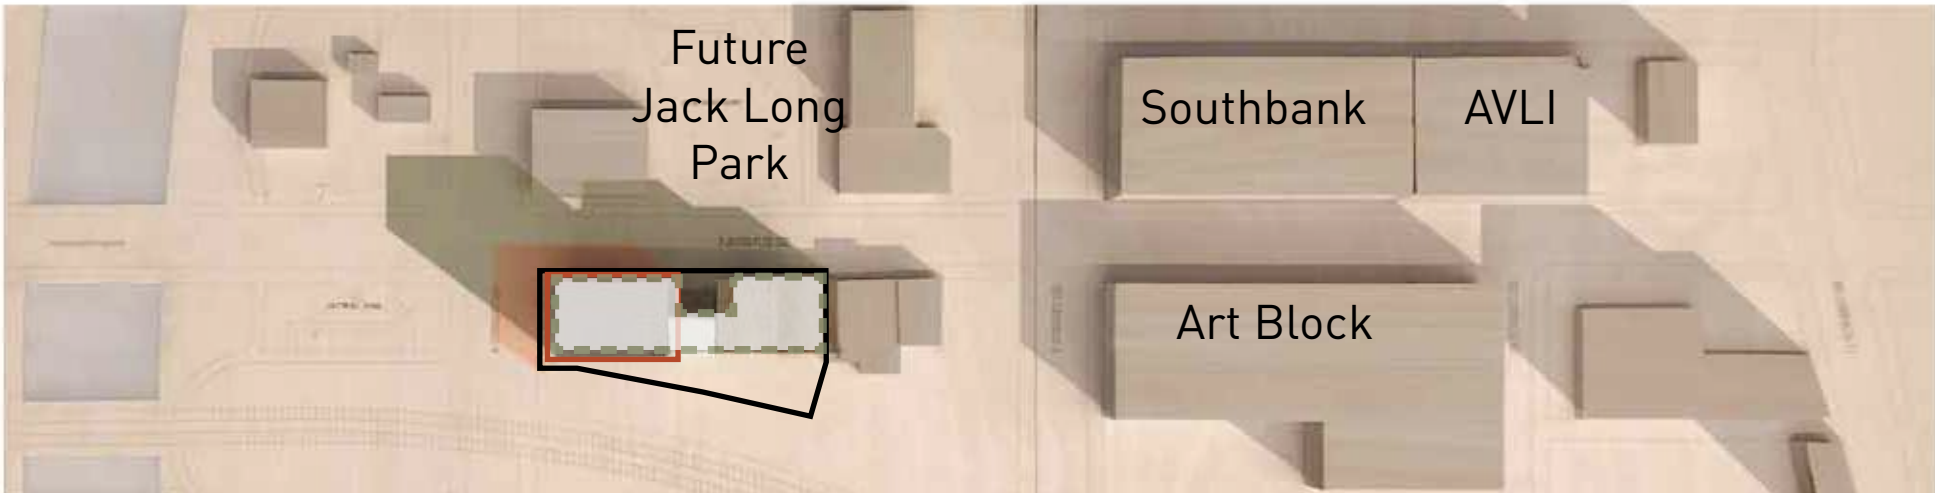 Future
Jack Long
Park
Southbank
AVLI
Art Block